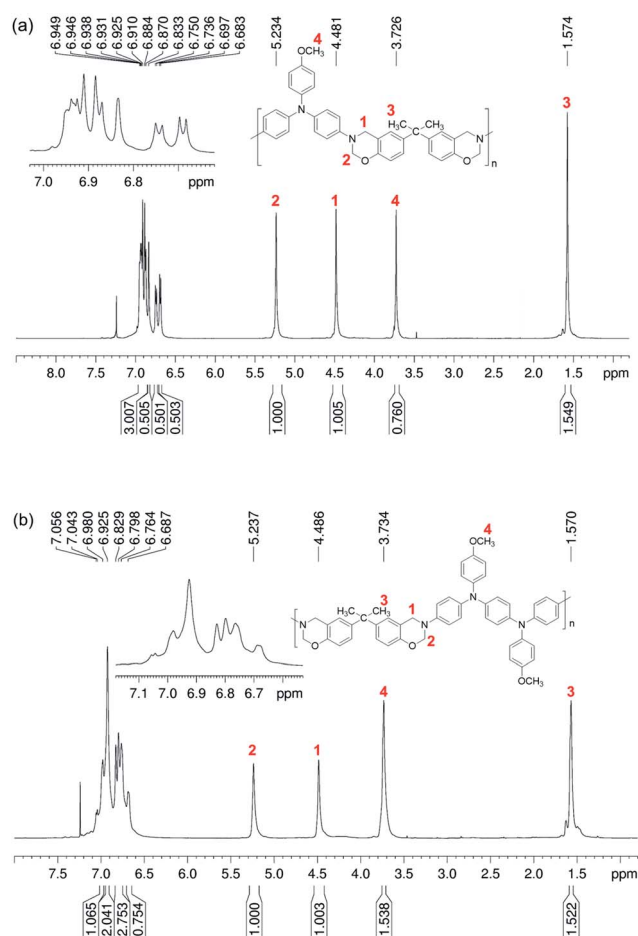 (a)
6.949
6.946
6.938
6.931
6.925
6.910
6.884
6.870
6.833
6.750
6.736
6.697
6.683
5.234
4.481
3.726
1.574
4
OCH3
N
1
3
H3C
CH3
C
N
N
2
O
O
n
3
7.0 6.9 6.8 ppm
2 1 4
8.0 7.5 7.0 6.5 6.0 5.5 5.0 4.5 4.0 3.5 3.0 2.5 2.0 1.5 ppm
3.007
0.505
0.501
0.503
1.000
1.005
0.760
1.549
(b)
7.056
7.043
6.980
6.925
6.829
6.798
6.764
6.687
5.237
4.486
3.734
1.570
4
OCH3
3
H3C
CH3
C
1
N
N
N
N
O
O
2
n
OCH3
7.1 7.0 6.9 6.8 6.7 ppm
2 1 4 3
7.5 7.0 6.5 6.0 5.5 5.0 4.5 4.0 3.5 3.0 2.5 2.0 1.5 ppm
1.065
2.041
2.753
0.754
1.000
1.003
1.538
1.522